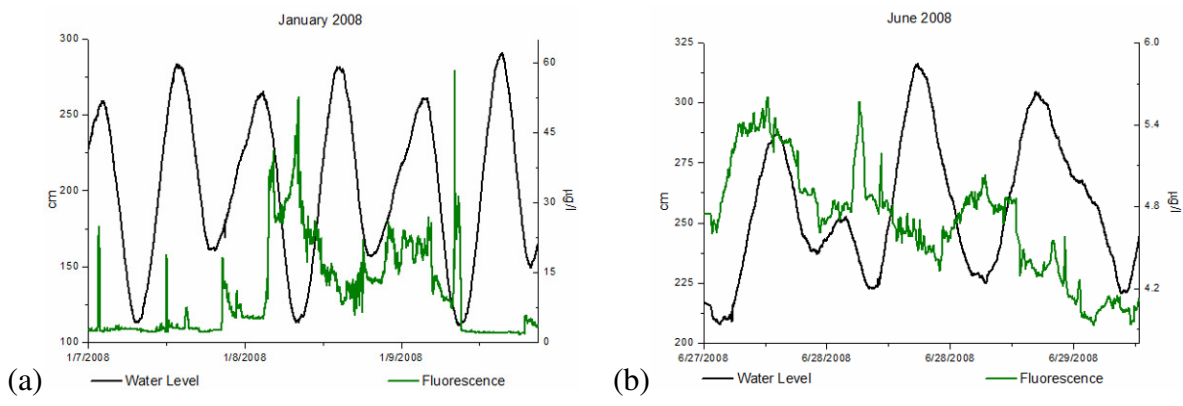 January 2008
300
250
200
150
100
cm
60
45
30
15
0
µg/l
1/7/2008 1/8/2008 1/9/2008
Water Level Fluorescence
(a)
June 2008
325
300
275
250
225
200
cm
6.0
5.4
4.8
4.2
µg/l
6/27/2008 6/28/2008 6/28/2008 6/29/2008
Water Level Fluorescence
(b)